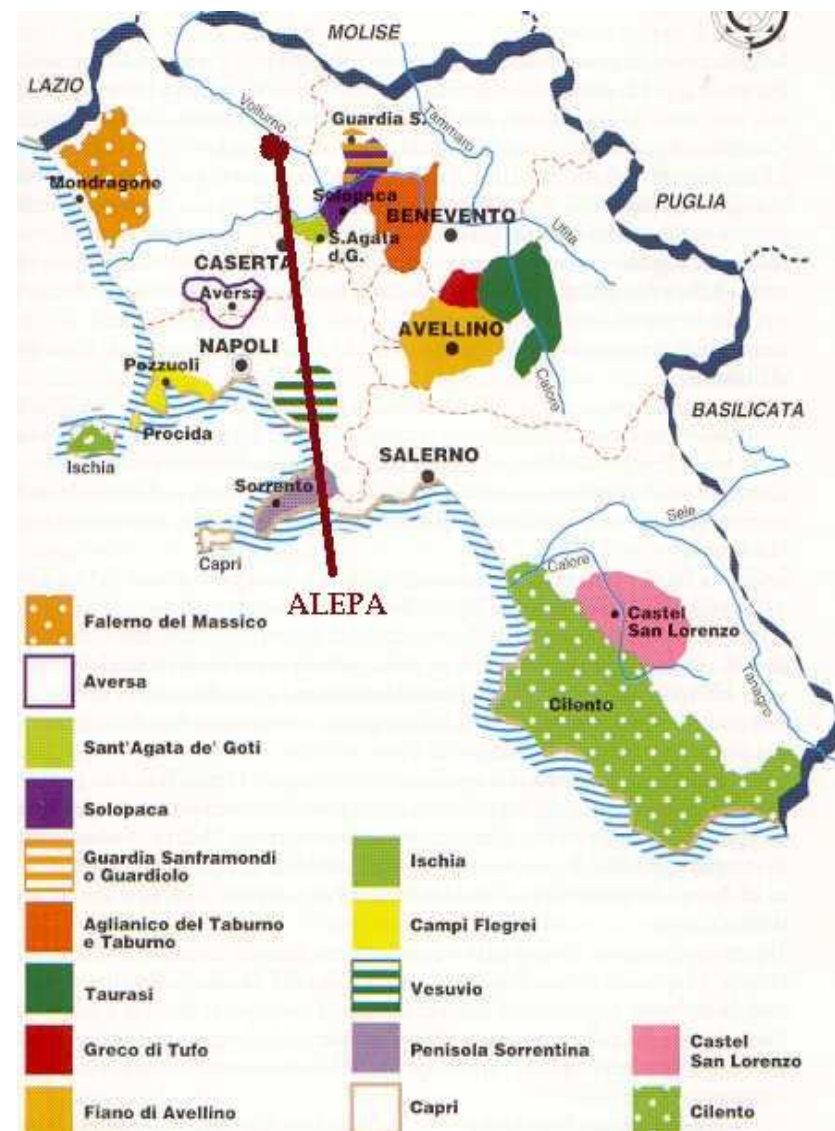 MOLISE
LAZIO
Volturno
Guardia S.
Tammaro
Mondragone
Solopaca
BENEVENTO
PUGLIA
Ufita
S.Agata
d.G.
CASERTA
Aversa
AVELLINO
NAPOLI
Pozzuoli
Calore
BASILICATA
Procida
Ischia
SALERNO
Sorrento
Sele
Capri
Calore
ALEPA
Castel
San Lorenzo
Tanagro
Cilento
Falerno del Massico
Aversa
Sant'Agata de' Goti
Solopaca
Guardia Sanframondi
o Guardiolo
Aglianico del Taburno
e Taburno
Taurasi
Greco di Tufo
Fiano di Avellino
Ischia
Campi Flegrei
Vesuvio
Penisola Sorrentina
Capri
Castel
San Lorenzo
Cilento